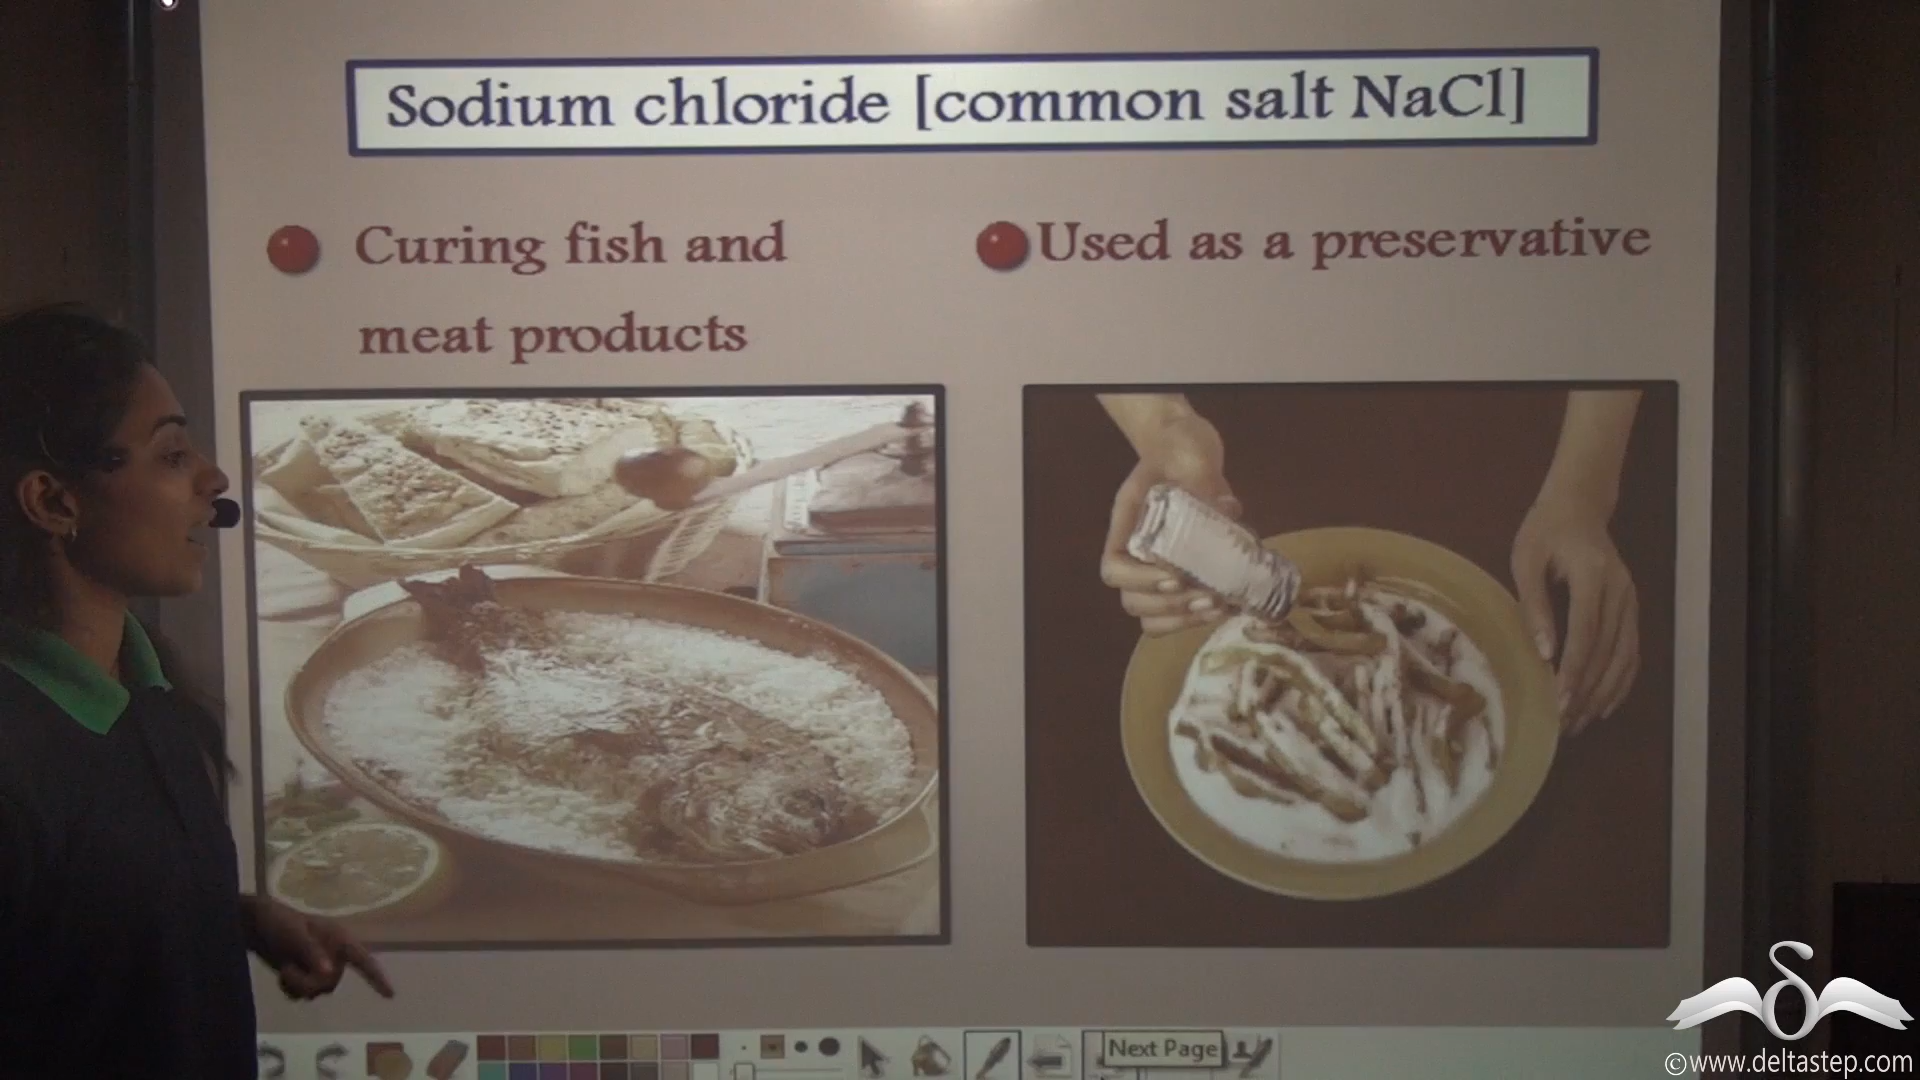 Sodium chloride [common salt NaCl]
Curing fish and
meat products
Used as a preservative
Next Page
©www.deltastep.com